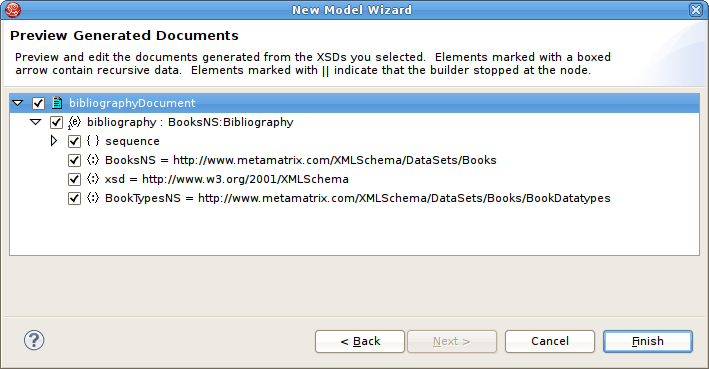 New Model Wizard
Preview Generated Documents
Preview and edit the documents generated from the XSDs you selected.  Elements marked with a boxed
arrow contain recursive data.  Elements marked with || indicate that the builder stopped at the node.
bibliographyDocument
bibliography : BooksNS:Bibliography
sequence
BooksNS = http://www.metamatrix.com/XMLSchema/DataSets/Books
xsd = http://www.w3.org/2001/XMLSchema
BookTypesNS = http://www.metamatrix.com/XMLSchema/DataSets/Books/BookDatatypes
< Back
Next >
Cancel
Finish